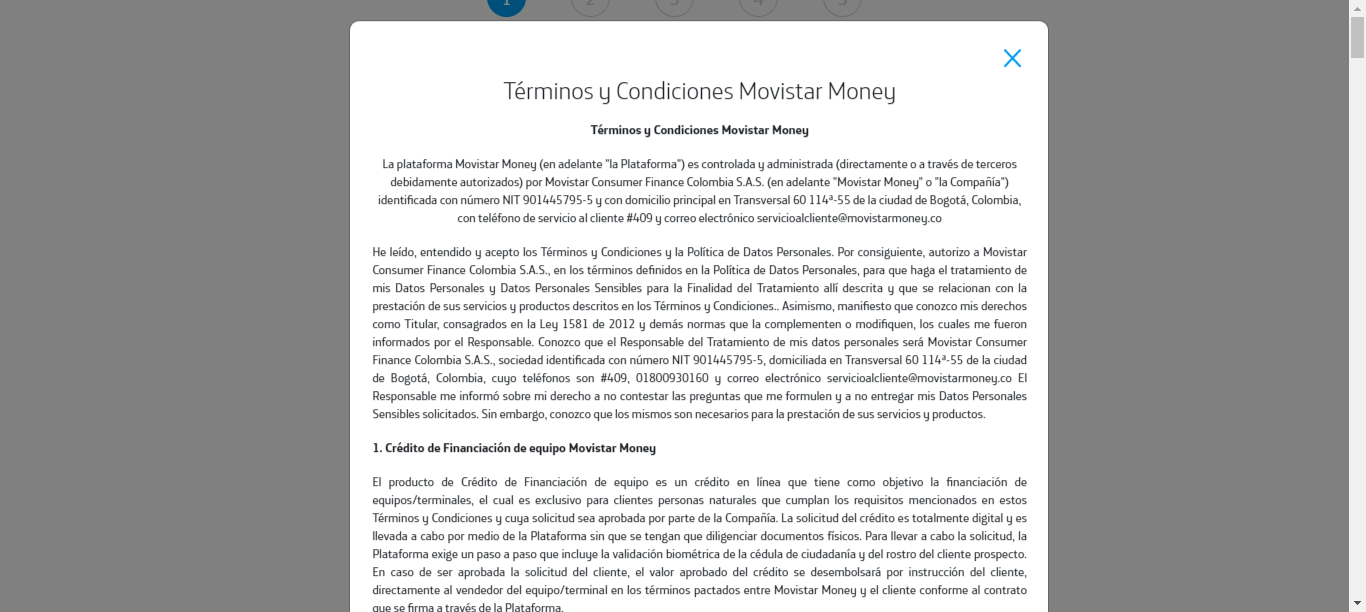 1 2 3 4 5
Términos y Condiciones Movistar Money
Términos y Condiciones Movistar Money
La plataforma Movistar Money (en adelante "la Plataforma") es controlada y administrada (directamente o a través de terceros
debidamente autorizados) por Movistar Consumer Finance Colombia S.A.S. (en adelante "Movistar Money" o "la Compañía")
identificada con número NIT 901445795-5 y con domicilio principal en Transversal 60 114ª-55 de la ciudad de Bogotá, Colombia,
con teléfono de servicio al cliente #409 y correo electrónico servicioalcliente@movistarmoney.co
He leído, entendido y acepto los Términos y Condiciones y la Política de Datos Personales. Por consiguiente, autorizo a Movistar
Consumer Finance Colombia S.A.S., en los términos definidos en la Política de Datos Personales, para que haga el tratamiento de
mis Datos Personales y Datos Personales Sensibles para la Finalidad del Tratamiento allí descrita y que se relacionan con la
prestación de sus servicios y productos descritos en los Términos y Condiciones.. Asimismo, manifiesto que conozco mis derechos
como Titular, consagrados en la Ley 1581 de 2012 y demás normas que la complementen o modifiquen, los cuales me fueron
informados por el Responsable. Conozco que el Responsable del Tratamiento de mis datos personales será Movistar Consumer
Finance Colombia S.A.S., sociedad identificada con número NIT 901445795-5, domiciliada en Transversal 60 114ª-55 de la ciudad
de Bogotá, Colombia, cuyo teléfonos son #409, 01800930160 y correo electrónico servicioalcliente@movistarmoney.co El
Responsable me informó sobre mi derecho a no contestar las preguntas que me formulen y a no entregar mis Datos Personales
Sensibles solicitados. Sin embargo, conozco que los mismos son necesarios para la prestación de sus servicios y productos.
1. Crédito de Financiación de equipo Movistar Money
El producto de Crédito de Financiación de equipo es un crédito en línea que tiene como objetivo la financiación de
equipos/terminales, el cual es exclusivo para clientes personas naturales que cumplan los requisitos mencionados en estos
Términos y Condiciones y cuya solicitud sea aprobada por parte de la Compañía. La solicitud del crédito es totalmente digital y es
llevada a cabo por medio de la Plataforma sin que se tengan que diligenciar documentos físicos. Para llevar a cabo la solicitud, la
Plataforma exige un paso a paso que incluye la validación biométrica de la cédula de ciudadanía y del rostro del cliente prospecto.
En caso de ser aprobada la solicitud del cliente, el valor aprobado del crédito se desembolsará por instrucción del cliente,
directamente al vendedor del equipo/terminal en los términos pactados entre Movistar Money y el cliente conforme al contrato
que se firma a través de la Plataforma.